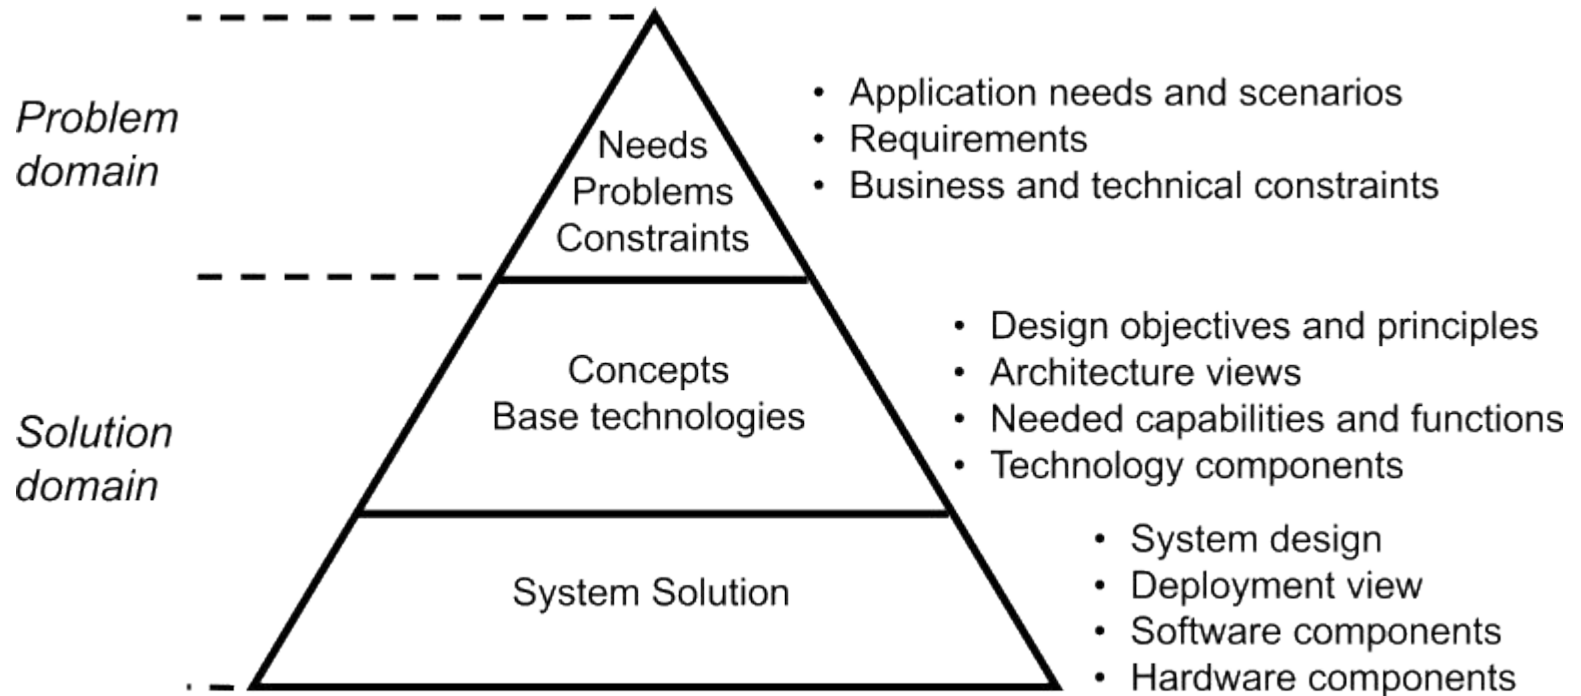 Problem
domain
Needs
Problems
Constraints
• Application needs and scenarios
• Requirements
• Business and technical constraints
Solution
domain
Concepts
Base technologies
• Design objectives and principles
• Architecture views
• Needed capabilities and functions
• Technology components
System Solution
• System design
• Deployment view
• Software components
• Hardware components